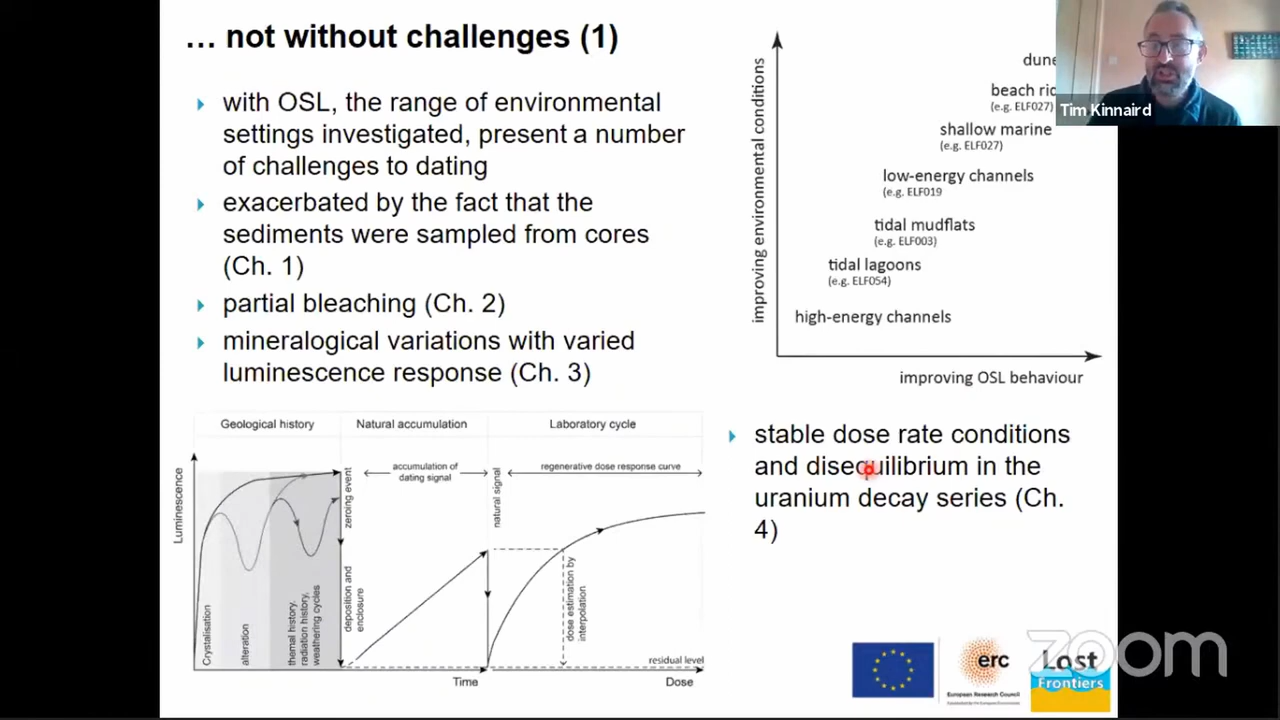 … not without challenges (1)
with OSL, the range of environmental
settings investigated, present a number
of challenges to dating
exacerbated by the fact that the
sediments were sampled from cores
(Ch. 1)
partial bleaching (Ch. 2)
mineralogical variations with varied
luminescence response (Ch. 3)
improving environmental conditions
dune
beach rid
(e.g. ELF027)
shallow marine
(e.g. ELF027)
low-energy channels
(e.g. ELF019
tidal mudflats
(e.g. ELF003)
tidal lagoons
(e.g. ELF054)
high-energy channels
improving OSL behaviour
Tim Kinnaird
stable dose rate conditions
and disequilibrium in the
uranium decay series (Ch.
4)
Geological history
Natural accumulation
Laboratory cycle
Luminescence
Crystalisation
alteration
themal history,
radiation history,
weathering cycles
zeroing event
deposition and
enclosure
accumulation of
dating signal
natural signal
regenerative dose response curve
dose estimation by
interpolation
residual level
Time
Dose
erc
European Research Council
Lost
Frontiers
zoom